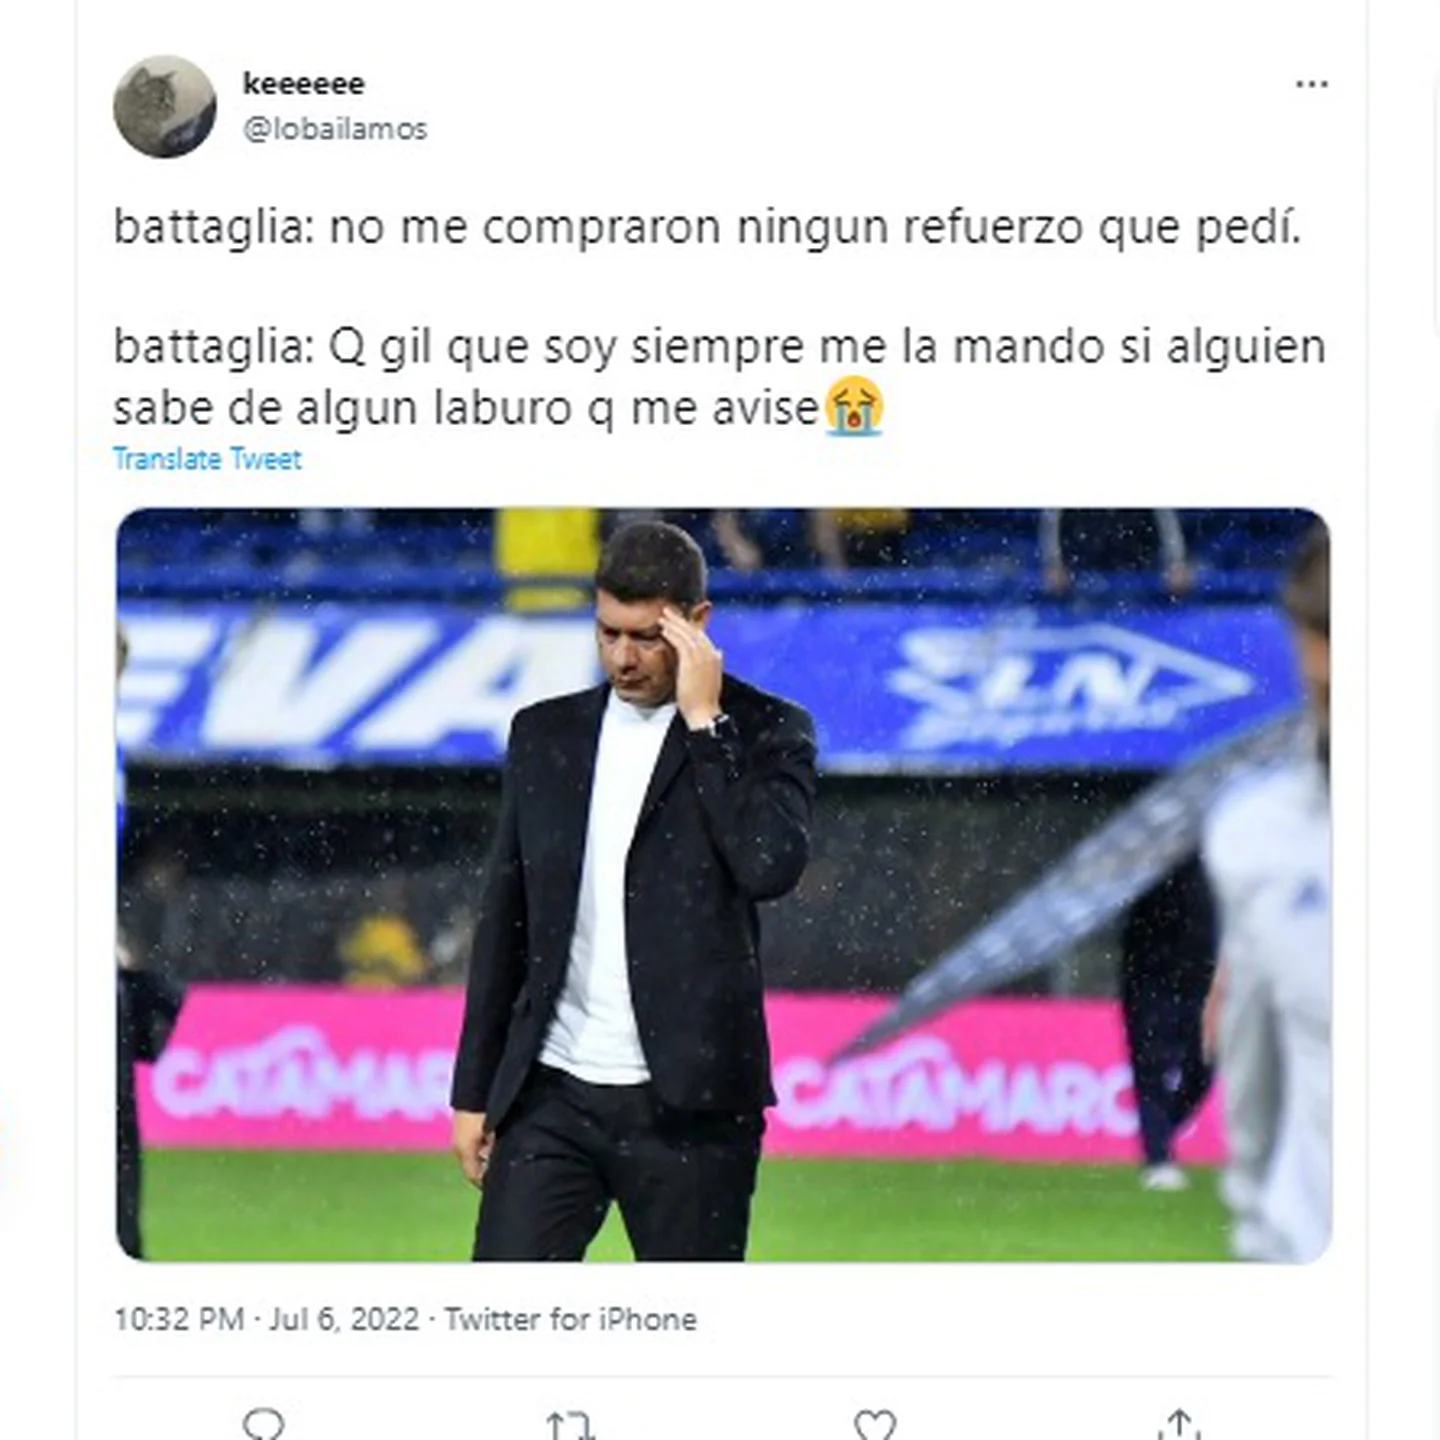 keeeeee
@lobailamos
battaglia: no me compraron ningun refuerzo que pedí.
battaglia: Q gil que soy siempre me la mando si alguien
sabe de algun laburo q me avise😭
Translate Tweet
EVA
LN
CATAMAR
CATAMARC
10:32 PM · Jul 6, 2022 · Twitter for iPhone